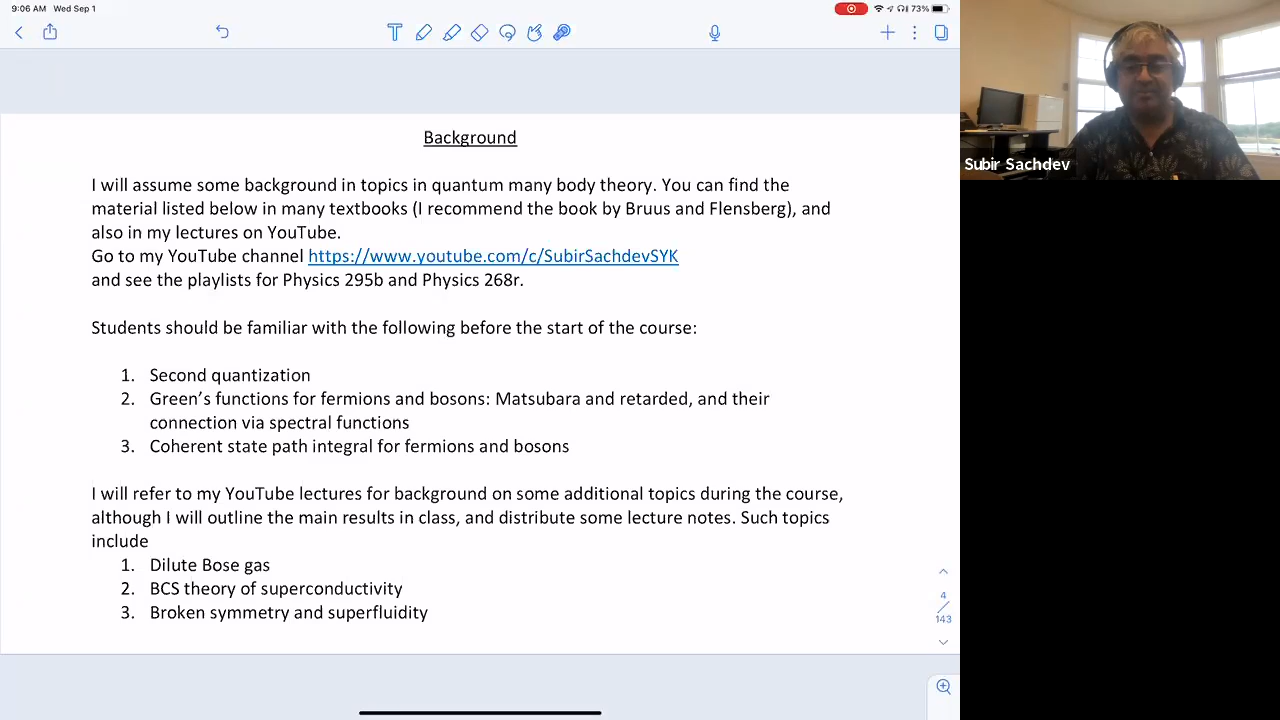 9:06 AM Wed Sep 1
73%
Background
I will assume some background in topics in quantum many body theory. You can find the
material listed below in many textbooks (I recommend the book by Bruus and Flensberg), and
also in my lectures on YouTube.
Go to my YouTube channel https://www.youtube.com/c/SubirSachdevSYK
and see the playlists for Physics 295b and Physics 268r.
Students should be familiar with the following before the start of the course:
1. Second quantization
2. Green’s functions for fermions and bosons: Matsubara and retarded, and their
connection via spectral functions
3. Coherent state path integral for fermions and bosons
I will refer to my YouTube lectures for background on some additional topics during the course,
although I will outline the main results in class, and distribute some lecture notes. Such topics
include
1. Dilute Bose gas
2. BCS theory of superconductivity
3. Broken symmetry and superfluidity
4
143
Subir Sachdev